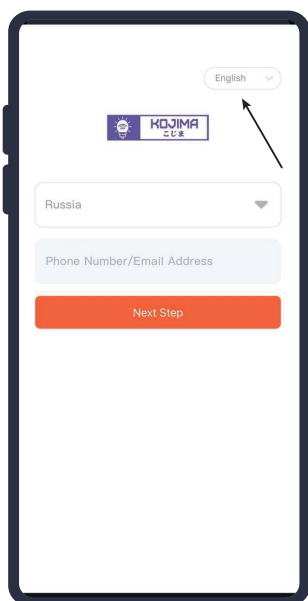 English
KOJIMA
こじま
Russia
Phone Number/Email Address
Next Step